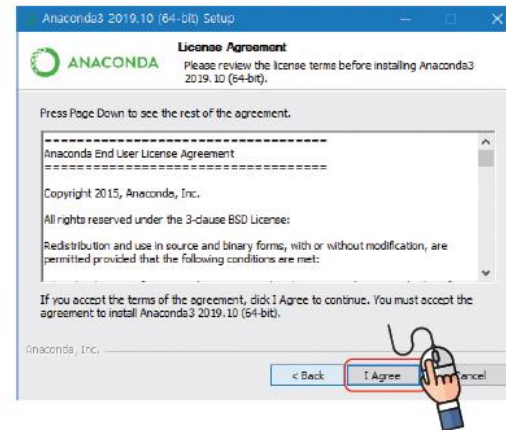 Anaconda3 2019.10 (64-bit) Setup
ANACONDA
License Agreement
Please review the license terms before installing Anaconda3
2019.10 (64-bit).
Press Page Down to see the rest of the agreement.
===================================
Anaconda End User License Agreement
===================================
Copyright 2015, Anaconda, Inc.
All rights reserved under the 3-clause BSD License:
Redistribution and use in source and binary forms, with or without modification, are
permitted provided that the following conditions are met:
If you accept the terms of the agreement, click I Agree to continue. You must accept the
agreement to install Anaconda3 2019.10 (64-bit).
Anaconda, Inc.
< Back
I Agree